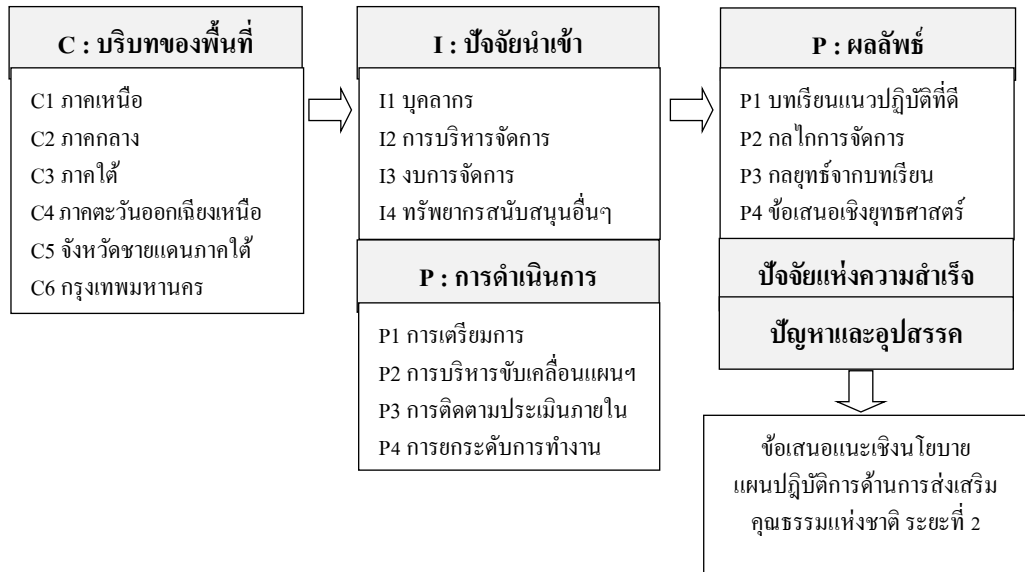 C : บริบทของพื้นที่
C1 ภาคเหนือ
C2 ภาคกลาง
C3 ภาคใต้
C4 ภาคตะวันออกเฉียงเหนือ
C5 จังหวัดชายแดนภาคใต้
C6 กรุงเทพมหานคร
I : ปัจจัยนำเข้า
I1 บุคลากร
I2 การบริหารจัดการ
I3 งบการจัดการ
I4 ทรัพยากรสนับสนุนอื่นๆ
P : การดำเนินการ
P1 การเตรียมการ
P2 การบริหารขับเคลื่อนแผนฯ
P3 การติดตามประเมินภายใน
P4 การยกระดับการทำงาน
P : ผลลัพธ์
P1 บทเรียนแนวปฏิบัติที่ดี
P2 กลไกการจัดการ
P3 กลยุทธ์จากบทเรียน
P4 ข้อเสนอเชิงยุทธศาสตร์
ปัจจัยแห่งความสำเร็จ
ปัญหาและอุปสรรค
ข้อเสนอแนะเชิงนโยบาย
แผนปฏิบัติการด้านการส่งเสริม
คุณธรรมแห่งชาติ ระยะที่ 2